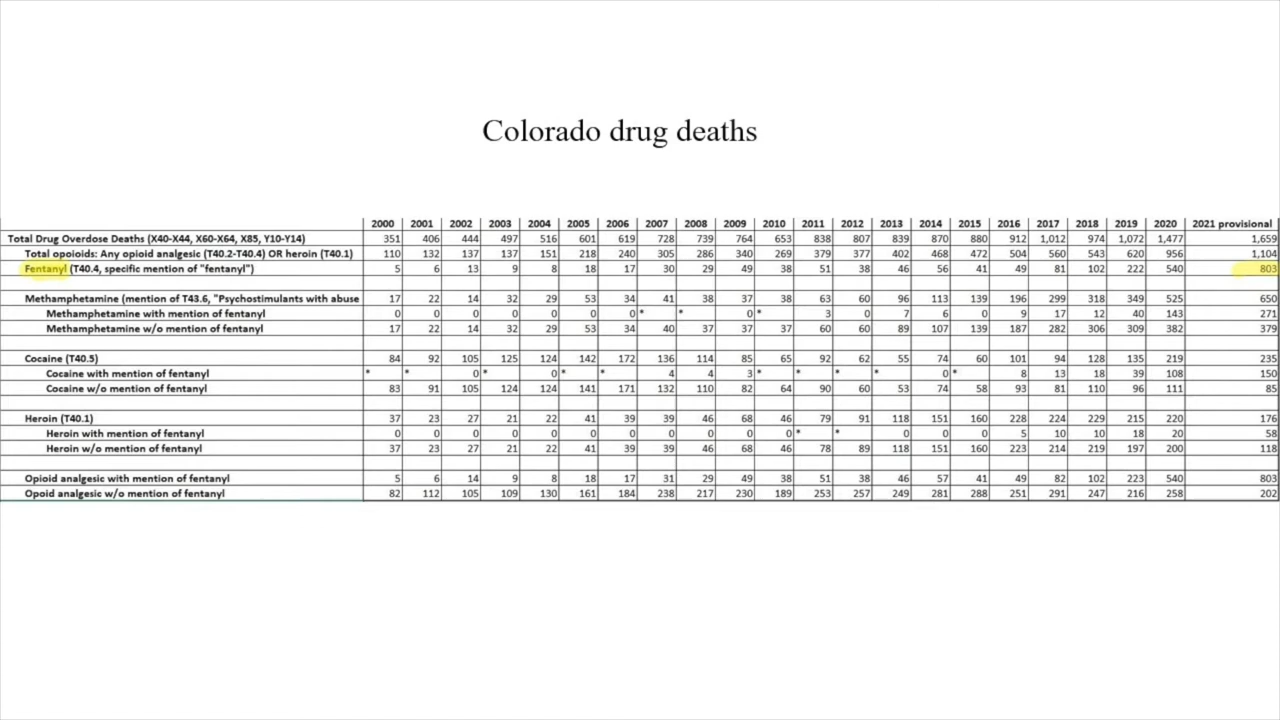 Colorado drug deaths
2000 2001 2002 2003 2004 2005 2006 2007 2008 2009 2010 2011 2012 2013 2014 2015 2016 2017 2018 2019 2020 2021 provisional
Total Drug Overdose Deaths (X40-X44, X60-X64, X85, Y10-Y14) 351 406 444 497 516 601 619 728 739 764 653 838 807 839 870 880 912 1,012 974 1,072 1,477 1,659
Total opoioids: Any opioid analgesic (T40.2-T40.4) OR heroin (T40.1) 110 132 137 137 151 218 240 305 286 340 269 379 377 402 468 472 504 560 543 620 956 1,104
Fentanyl (T40.4, specific mention of "fentanyl") 5 6 13 9 8 18 17 30 29 49 38 51 38 46 56 41 49 81 102 222 540 803
Methamphetamine (mention of T43.6, "Psychostimulants with abuse 17 22 14 32 29 53 34 41 38 37 38 63 60 96 113 139 196 299 318 349 525 650
Methamphetamine with mention of fentanyl 0 0 0 0 0 0 0 * * 0 * 3 0 7 6 0 9 17 12 40 143 271
Methamphetamine w/o mention of fentanyl 17 22 14 32 29 53 34 40 37 37 37 60 60 89 107 139 187 282 306 309 382 379
Cocaine (T40.5) 84 92 105 125 124 142 172 136 114 85 65 92 62 55 74 60 101 94 128 135 219 235
Cocaine with mention of fentanyl * * 0 * 0 * * 4 4 3 * * * * 0 * 8 13 18 39 108 150
Cocaine w/o mention of fentanyl 83 91 105 124 124 141 171 132 110 82 64 90 60 53 74 58 93 81 110 96 111 85
Heroin (T40.1) 37 23 27 21 22 41 39 39 46 68 46 79 91 118 151 160 228 224 229 215 220 176
Heroin with mention of fentanyl 0 0 0 0 0 0 0 0 0 0 0 * * 0 0 0 5 10 10 18 20 58
Heroin w/o mention of fentanyl 37 23 27 21 22 41 39 39 46 68 46 78 89 118 151 160 223 214 219 197 200 118
Opioid analgesic with mention of fentanyl 5 6 14 9 8 18 17 31 29 49 38 51 38 46 57 41 49 82 102 223 540 803
Opoid analgesic w/o mention of fentanyl 82 112 105 109 130 161 184 238 217 230 189 253 257 249 281 288 251 291 247 216 258 202